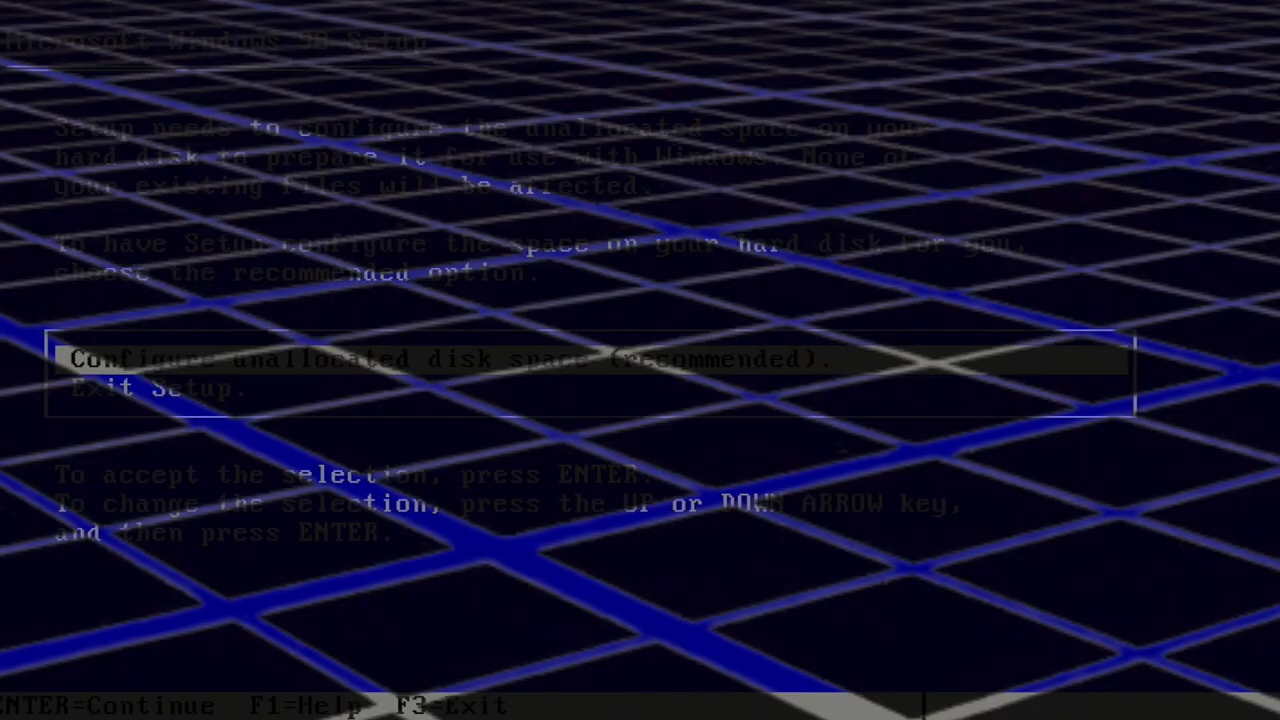 Microsoft Windows 98 Setup
Setup needs to configure the unallocated space on your
hard disk to prepare it for use with Windows. None of
your existing files will be affected.
To have Setup configure the space on your hard disk for you,
choose the recommended option.
Configure unallocated disk space (recommended).
Exit Setup.
To accept the selection, press ENTER.
To change the selection, press the UP or DOWN ARROW key,
and then press ENTER.
ENTER=Continue F1=Help F3=Exit